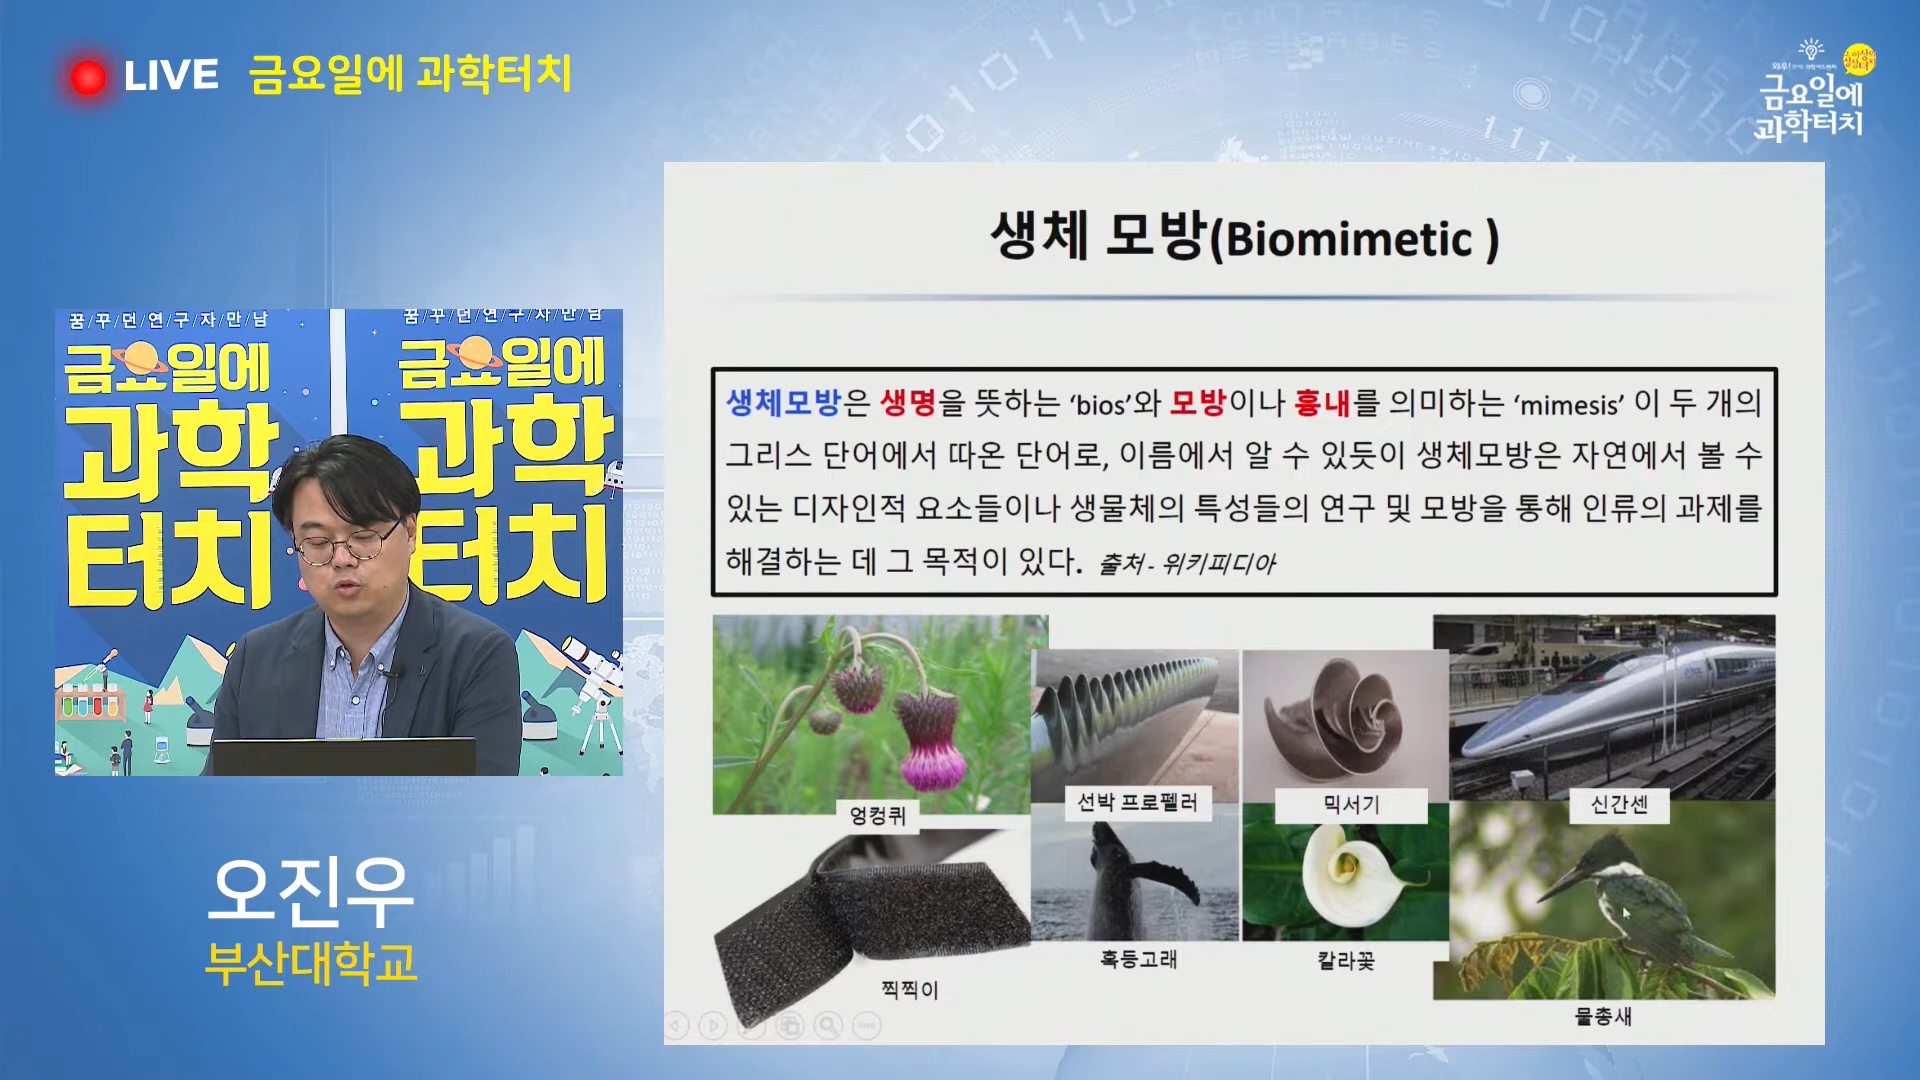 LIVE 금요일에 과학터치
금요일에
과학터치
생체 모방(Biomimetic )
꿈/꾸/던/연/구/자/만/남
금요일에
과학
터치
꿈/꾸/던/연/구/자/만/남
금요일에
과학
터치
생체모방은 생명을 뜻하는 ‘bios’와 모방이나 흉내를 의미하는 ‘mimesis’ 이 두 개의
그리스 단어에서 따온 단어로, 이름에서 알 수 있듯이 생체모방은 자연에서 볼 수
있는 디자인적 요소들이나 생물체의 특성들의 연구 및 모방을 통해 인류의 과제를
해결하는 데 그 목적이 있다. 출처 - 위키피디아
엉컹퀴
선박 프로펠러
믹서기
신간센
찍찍이
혹등고래
칼라꽃
물총새
오진우
부산대학교